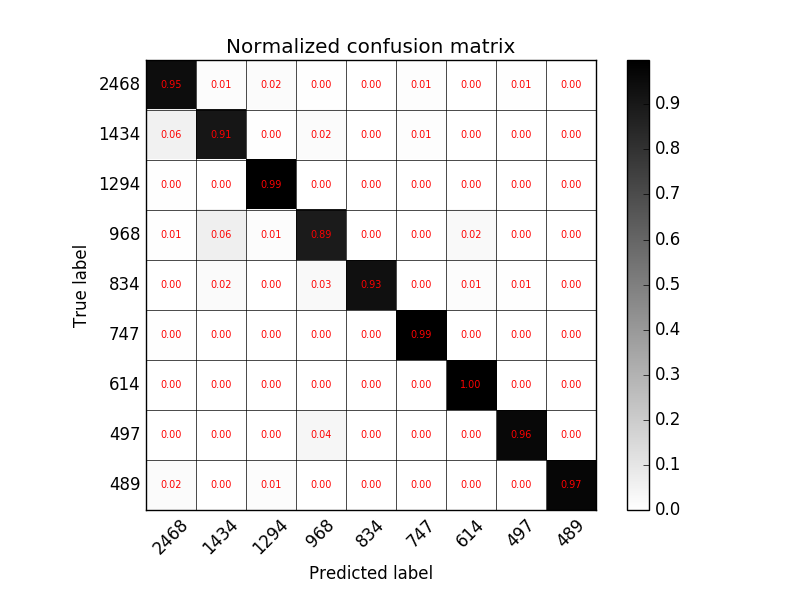 Normalized confusion matrix
2468 0.95 0.01 0.02 0.00 0.00 0.01 0.00 0.01 0.00
1434 0.06 0.91 0.00 0.02 0.00 0.01 0.00 0.00 0.00
1294 0.00 0.00 0.99 0.00 0.00 0.00 0.00 0.00 0.00
968 0.01 0.06 0.01 0.89 0.00 0.00 0.02 0.00 0.00
834 0.00 0.02 0.00 0.03 0.93 0.00 0.01 0.01 0.00
747 0.00 0.00 0.00 0.00 0.00 0.99 0.00 0.00 0.00
614 0.00 0.00 0.00 0.00 0.00 0.00 1.00 0.00 0.00
497 0.00 0.00 0.00 0.04 0.00 0.00 0.00 0.96 0.00
489 0.02 0.00 0.01 0.00 0.00 0.00 0.00 0.00 0.97
2468 1434 1294 968 834 747 614 497 489
Predicted label
True label
0.9
0.8
0.7
0.6
0.5
0.4
0.3
0.2
0.1
0.0